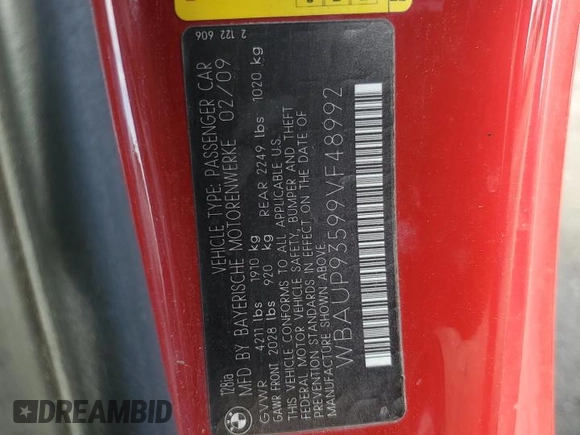 2 122 606
VEHICLE TYPE: PASSENGER CAR
128ia MFD BY BAYERISCHE MOTORENWERKE 02/09
GVWR 4211 lbs 1910 kg
GAWR FRONT 2028 lbs 920 kg REAR 2249 lbs 1020 kg
THIS VEHICLE CONFORMS TO ALL APPLICABLE U.S.
FEDERAL MOTOR VEHICLE SAFETY, BUMPER AND THEFT
PREVENTION STANDARDS IN EFFECT ON THE DATE OF
MANUFACTURE SHOWN ABOVE.
WBAUP93599VF48992
BMW
DREAMBID